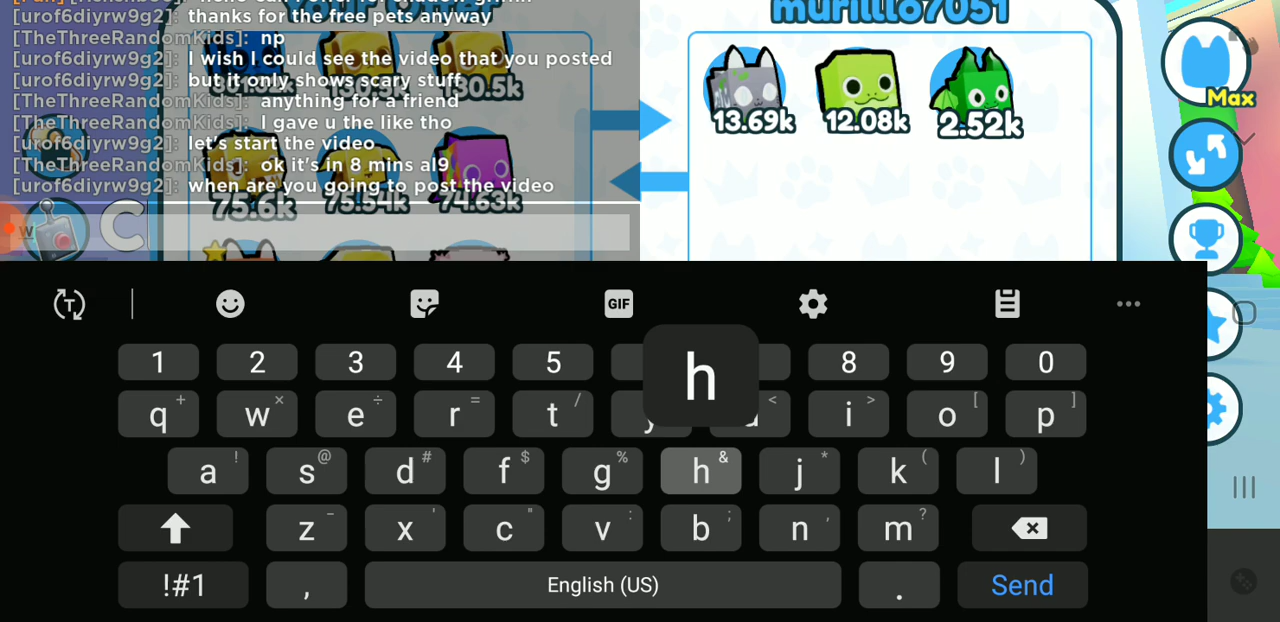 murillo7051
[urof6diyrw9g2]: thanks for the free pets anyway
[TheThreeRandomKids]: np
[urof6diyrw9g2]: I wish I could see the video that you posted
[urof6diyrw9g2]: but it only shows scary stuff
[TheThreeRandomKids]: anything for a friend
[TheThreeRandomKids]: I gave u the like tho
[urof6diyrw9g2]: let's start the video
[TheThreeRandomKids]: ok it's in 8 mins al9
[urof6diyrw9g2]: when are you going to post the video
130.5k
75.6k 75.54k 74.63k
13.69k 12.08k 2.52k
Max
w
T
GIF
h
1 2 3 4 5 8 9 0
q + w × e ÷ r = t / y < i > o [ p ]
a ! s @ d # f $ g % h & j * k ( l )
z - x ' c " v : b ; n , m ?
!#1 , English (US) . Send